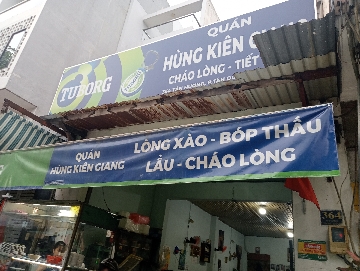 QUÁN
HÙNG KIÊN GIANG
TUBORG
CHÁO LÒNG - TIẾT
QUÁN
HÙNG KIÊN GIANG
LÒNG XÀO - BÓP THẤU
LẨU - CHÁO LÒNG